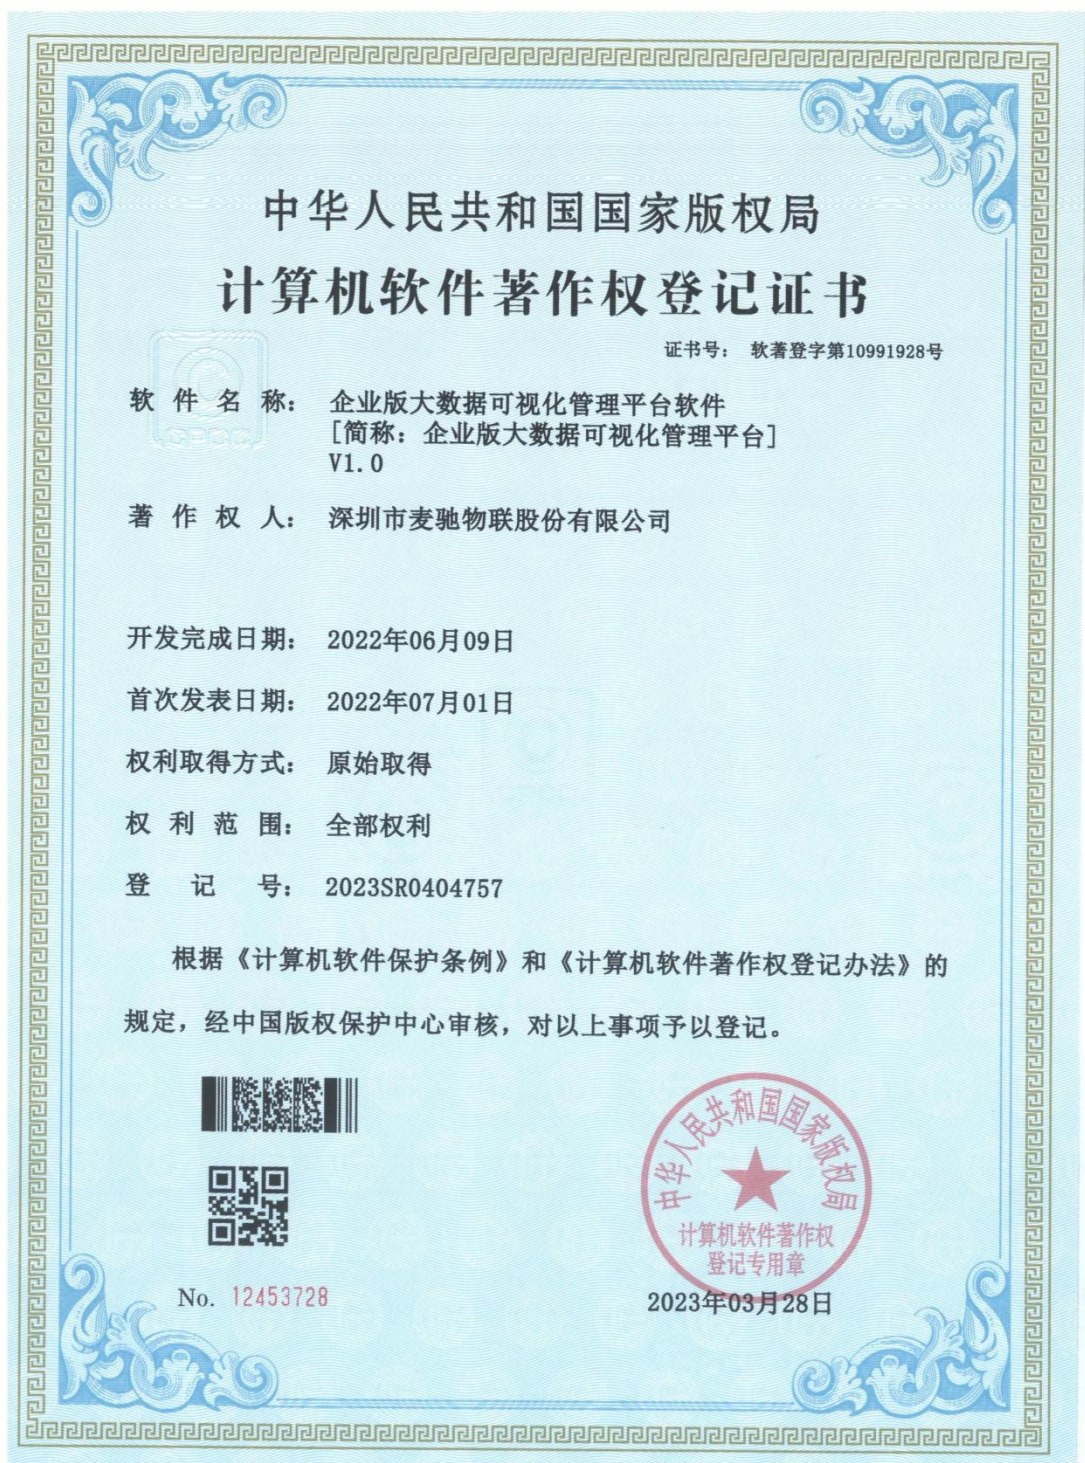 中华人民共和国国家版权局
计算机软件著作权登记证书
证书号： 软著登字第10991928号
软件名称： 企业版大数据可视化管理平台软件
[简称：企业版大数据可视化管理平台]
V1.0
著作权人： 深圳市麦驰物联股份有限公司
开发完成日期： 2022年06月09日
首次发表日期： 2022年07月01日
权利取得方式： 原始取得
权利范围： 全部权利
登记号： 2023SR0404757
根据《计算机软件保护条例》和《计算机软件著作权登记办法》的
规定，经中国版权保护中心审核，对以上事项予以登记。
中华人民共和国国家版权局
计算机软件著作权
登记专用章
No. 12453728
2023年03月28日